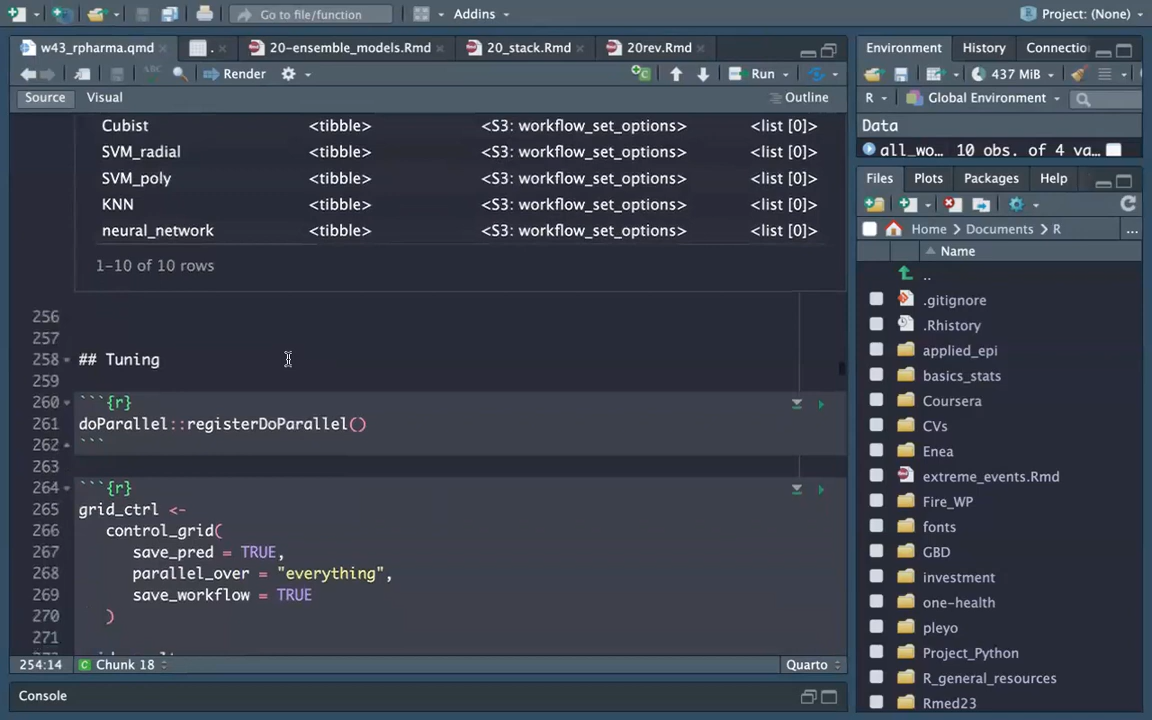 Go to file/function
Addins
Project: (None)
w43_rpharma.qmd
.
20-ensemble_models.Rmd
20_stack.Rmd
20rev.Rmd
ABC
Render
Run
Source
Visual
Outline
Cubist <tibble> <S3: workflow_set_options> <list [0]>
SVM_radial <tibble> <S3: workflow_set_options> <list [0]>
SVM_poly <tibble> <S3: workflow_set_options> <list [0]>
KNN <tibble> <S3: workflow_set_options> <list [0]>
neural_network <tibble> <S3: workflow_set_options> <list [0]>
1-10 of 10 rows
256
257
258 ## Tuning
259
260 ```{r}
261 doParallel::registerDoParallel()
262 ```
263
264 ```{r}
265 grid_ctrl <-
266 control_grid(
267 save_pred = TRUE,
268 parallel_over = "everything",
269 save_workflow = TRUE
270 )
271
254:14 Chunk 18 Quarto
Console
Environment History Connectio
437 MiB
R Global Environment
Data
all_wo... 10 obs. of 4 va...
Files Plots Packages Help
Home Documents R ...
Name
..
.gitignore
.Rhistory
applied_epi
basics_stats
Coursera
CVs
Enea
extreme_events.Rmd
Fire_WP
fonts
GBD
investment
one-health
pleyo
Project_Python
R_general_resources
Rmed23